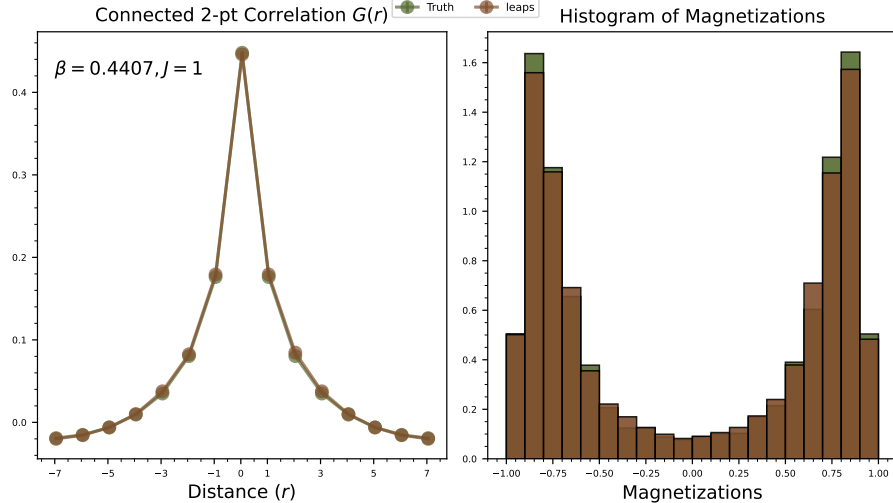 Truth leaps
Connected 2-pt Correlation G(r)
Histogram of Magnetizations
β = 0.4407, J = 1
0.4
0.3
0.2
0.1
0.0
−7 −5 −3 −1 0 1 3 5 7
Distance (r)
1.6
1.4
1.2
1.0
0.8
0.6
0.4
0.2
0.0
−1.00 −0.75 −0.50 −0.25 0.00 0.25 0.50 0.75 1.00
Magnetizations